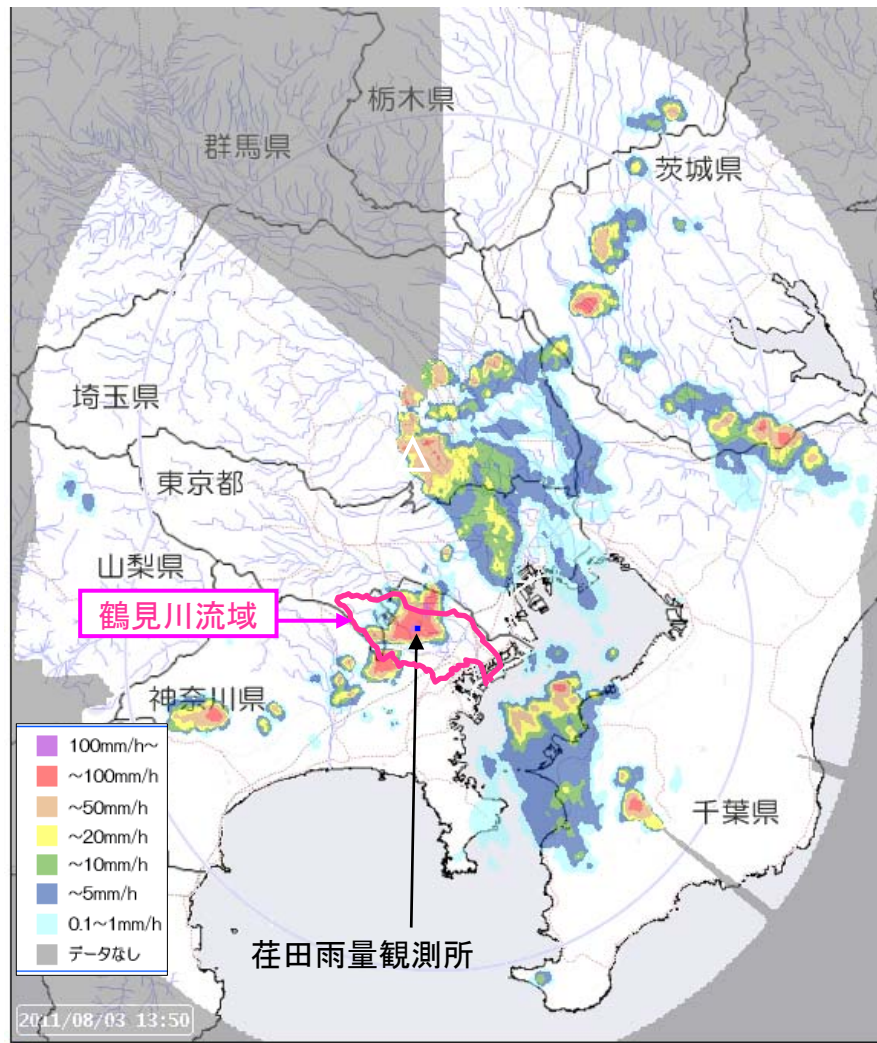 栃木県
群馬県
茨城県
埼玉県
東京都
山梨県
鶴見川流域
神奈川県
100mm/h~
~100mm/h
~50mm/h
~20mm/h
~10mm/h
~5mm/h
0.1~1mm/h
データなし
千葉県
荏田雨量観測所
2011/08/03 13:50